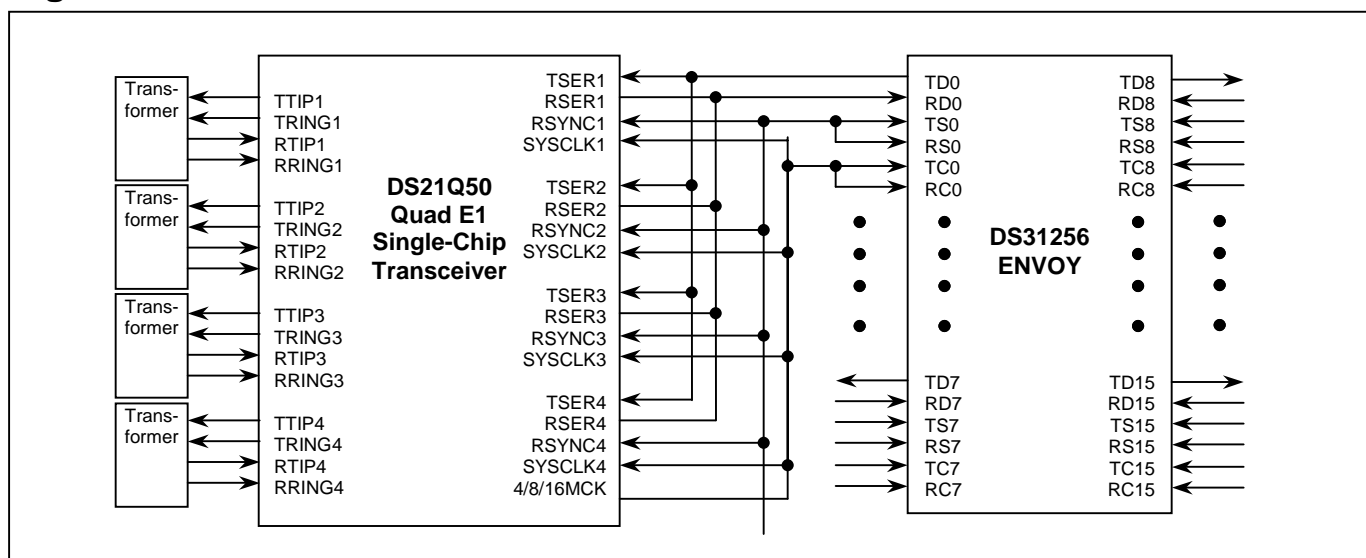 Trans-
former
Trans-
former
Trans-
former
Trans-
former
TTIP1
TRING1
RTIP1
RRING1
TTIP2
TRING2
RTIP2
RRING2
TTIP3
TRING3
RTIP3
RRING3
TTIP4
TRING4
RTIP4
RRING4
DS21Q50
Quad E1
Single-Chip
Transceiver
TSER1
RSER1
RSYNC1
SYSCLK1
TSER2
RSER2
RSYNC2
SYSCLK2
TSER3
RSER3
RSYNC3
SYSCLK3
TSER4
RSER4
RSYNC4
SYSCLK4
4/8/16MCK
TD0
RD0
TS0
RS0
TC0
RC0
TD7
RD7
TS7
RS7
TC7
RC7
DS31256
ENVOY
TD8
RD8
TS8
RS8
TC8
RC8
TD15
RD15
TS15
RS15
TC15
RC15